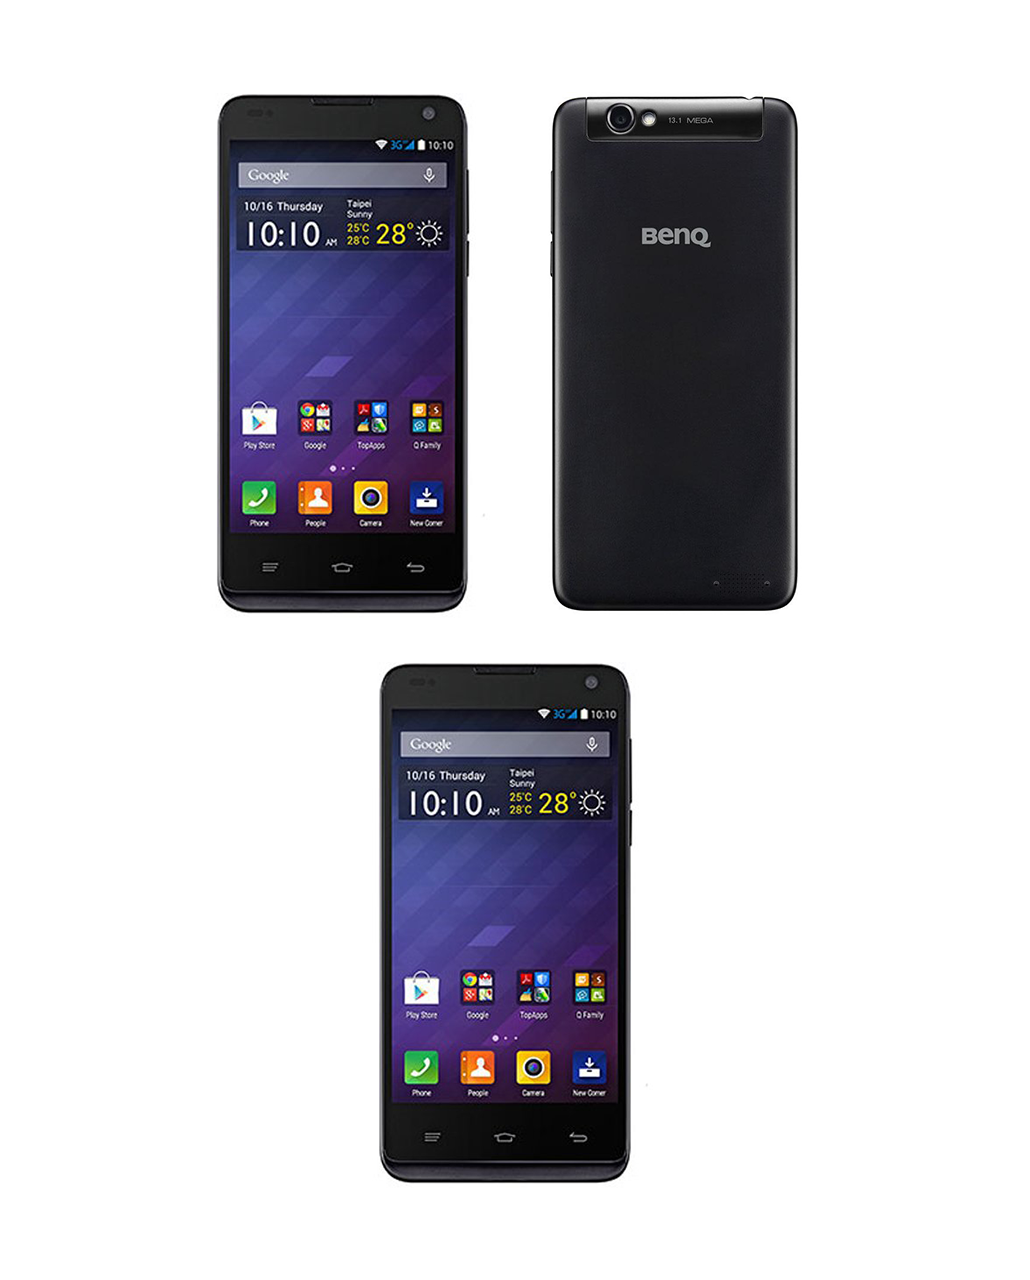 3G 10:10
Google
10/16 Thursday
10:10 AM
Taipei
Sunny
25°C
28°C
28°
Play Store Google TopApps Q Family
Phone People Camera New Comer
13.1 MEGA
BenQ
3G 10:10
Google
10/16 Thursday
10:10 AM
Taipei
Sunny
25°C
28°C
28°
Play Store Google TopApps Q Family
Phone People Camera New Comer